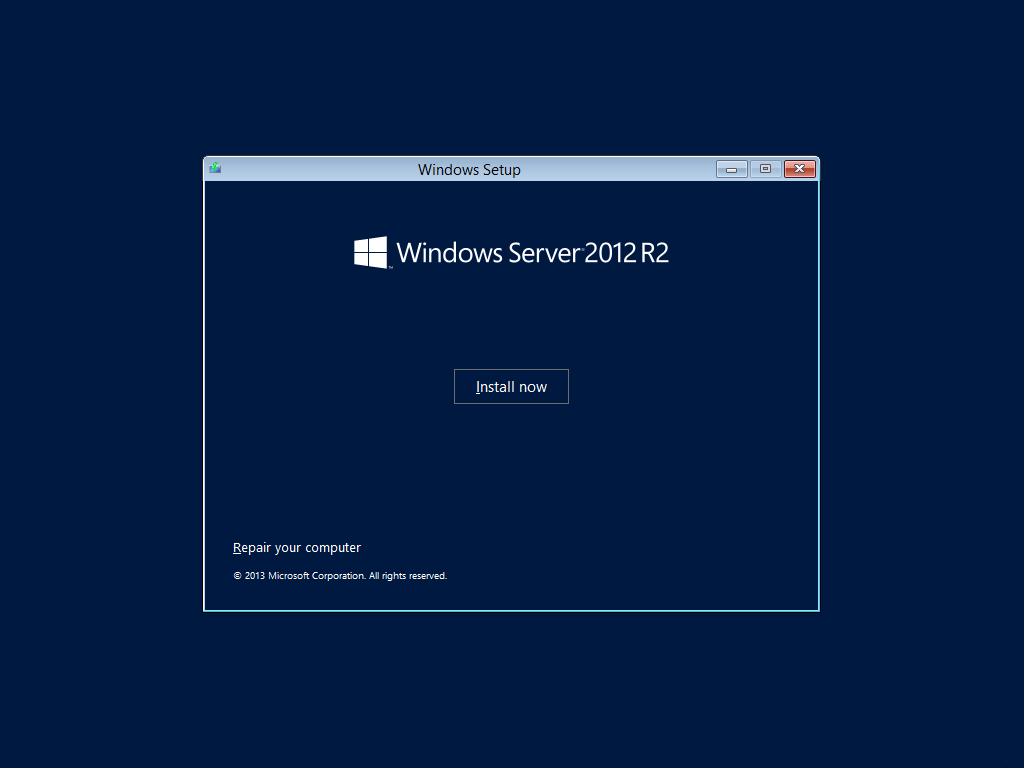 Windows Setup
Windows Server 2012 R2
Install now
Repair your computer
© 2013 Microsoft Corporation. All rights reserved.